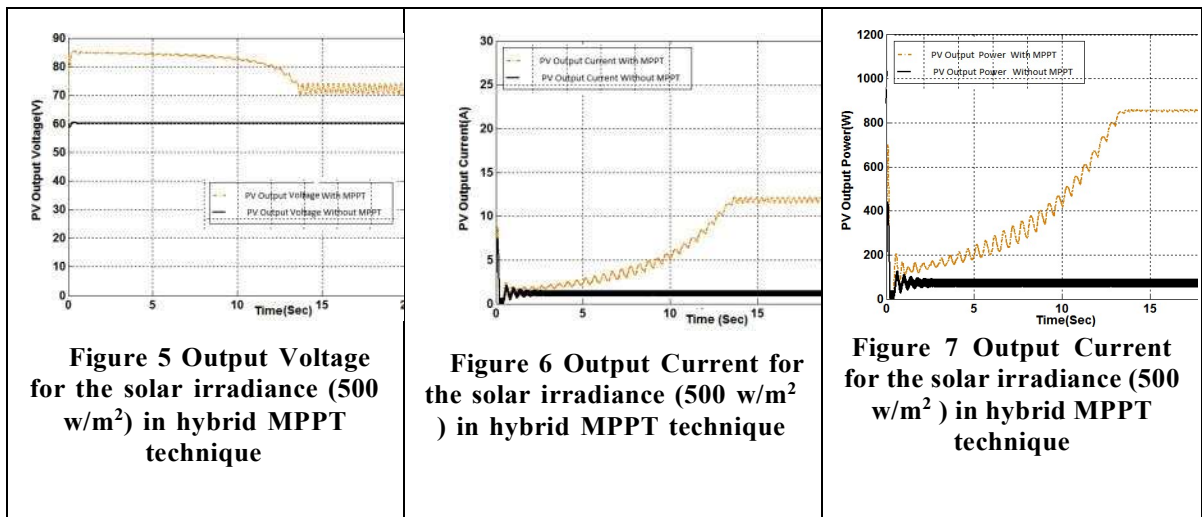 90
80
70
60
50
40
30
20
10
0
PV Output Voltage(V)
PV Output Voltage With MPPT
PV Output Voltage Without MPPT
0
5
10
15
2
Time(Sec)
Figure 5 Output Voltage
for the solar irradiance (500
w/m²) in hybrid MPPT
technique
30
25
20
15
10
5
0
PV Output Current(A)
PV Output Current With MPPT
PV Output Current Without MPPT
0
5
10
15
Time(Sec)
Figure 6 Output Current for
the solar irradiance (500 w/m²
) in hybrid MPPT technique
1200
1000
800
600
400
200
0
PV Output Power(W)
PV Output Power With MPPT
PV Output Power Without MPPT
0
5
10
15
Time(Sec)
Figure 7 Output Current
for the solar irradiance (500
w/m² ) in hybrid MPPT
technique